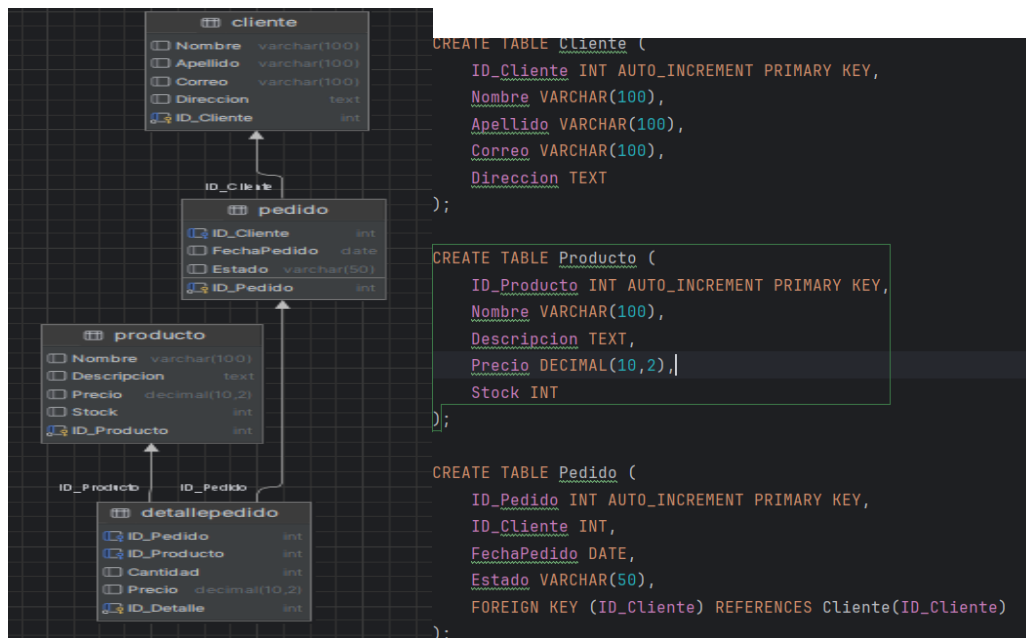 cliente
Nombre varchar(100)
Apellido varchar(100)
Correo varchar(100)
Direccion text
ID_Cliente int
ID_Cliente
pedido
ID_Cliente int
FechaPedido date
Estado varchar(50)
ID_Pedido int
producto
Nombre varchar(100)
Descripcion text
Precio decimal(10,2)
Stock int
ID_Producto int
ID_Producto ID_Pedido
detallepedido
ID_Pedido int
ID_Producto int
Cantidad int
Precio decimal(10,2)
ID_Detalle int
CREATE TABLE Cliente (
ID_Cliente INT AUTO_INCREMENT PRIMARY KEY,
Nombre VARCHAR(100),
Apellido VARCHAR(100),
Correo VARCHAR(100),
Direccion TEXT
);
CREATE TABLE Producto (
ID_Producto INT AUTO_INCREMENT PRIMARY KEY,
Nombre VARCHAR(100),
Descripcion TEXT,
Precio DECIMAL(10,2),
Stock INT
);
CREATE TABLE Pedido (
ID_Pedido INT AUTO_INCREMENT PRIMARY KEY,
ID_Cliente INT,
FechaPedido DATE,
Estado VARCHAR(50),
FOREIGN KEY (ID_Cliente) REFERENCES Cliente(ID_Cliente)
);